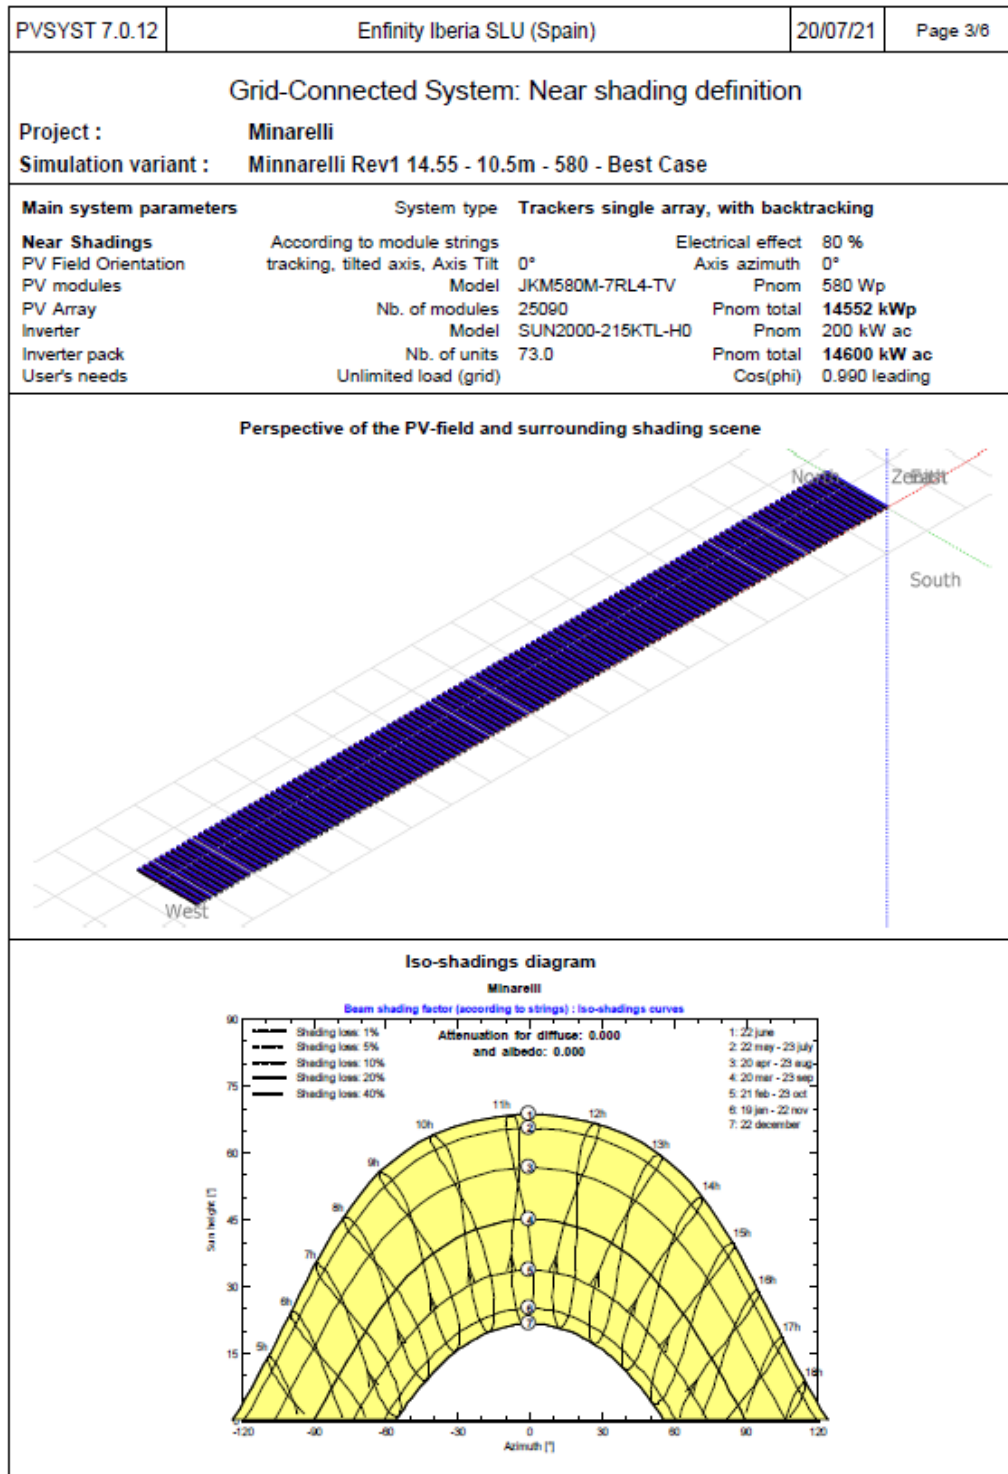 PVSYST 7.0.12 Enfinity Iberia SLU (Spain) 20/07/21 Page 3/6
Grid-Connected System: Near shading definition
Project : Minarelli
Simulation variant : Minnarelli Rev1 14.55 - 10.5m - 580 - Best Case
Main system parameters System type Trackers single array, with backtracking
Near Shadings According to module strings Electrical effect 80 %
PV Field Orientation tracking, tilted axis, Axis Tilt 0° Axis azimuth 0°
PV modules Model JKM580M-7RL4-TV Pnom 580 Wp
PV Array Nb. of modules 25090 Pnom total 14552 kWp
Inverter Model SUN2000-215KTL-H0 Pnom 200 kW ac
Inverter pack Nb. of units 73.0 Pnom total 14600 kW ac
User's needs Unlimited load (grid) Cos(phi) 0.990 leading
Perspective of the PV-field and surrounding shading scene
North Zenith East
South
West
Iso-shadings diagram
Minarelli
Beam shading factor (according to strings) : Iso-shadings curves
Attenuation for diffuse: 0.000
and albedo: 0.000
Shading loss: 1%
Shading loss: 5%
Shading loss: 10%
Shading loss: 20%
Shading loss: 40%
1: 22 june
2: 22 may - 23 july
3: 20 apr - 23 aug
4: 20 mar - 23 sep
5: 21 feb - 23 oct
6: 19 jan - 22 nov
7: 22 december
90
75
60
45
30
15
0
Sun height [°]
5h
6h
7h
8h
9h
10h
11h
12h
13h
14h
15h
16h
17h
18h
1
2
3
4
5
6
7
-120 -90 -60 -30 0 30 60 90 120
Azimuth [°]